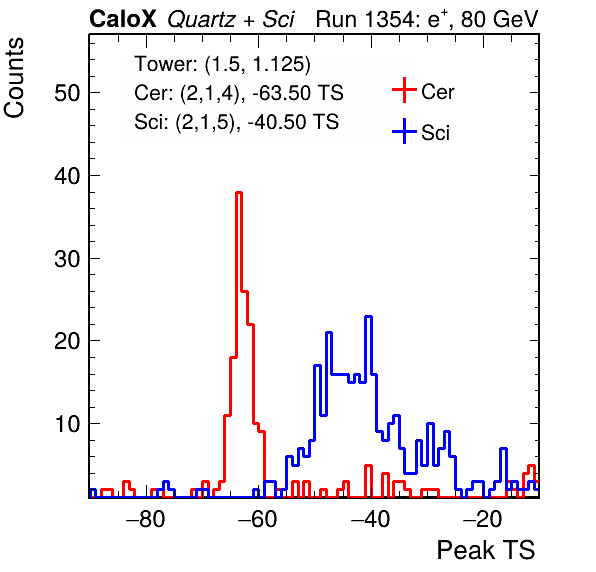 CaloX Quartz + Sci Run 1354: e+, 80 GeV
Counts
Tower: (1.5, 1.125)
Cer: (2,1,4), -63.50 TS
Sci: (2,1,5), -40.50 TS
Cer
Sci
50
40
30
20
10
−80 −60 −40 −20
Peak TS